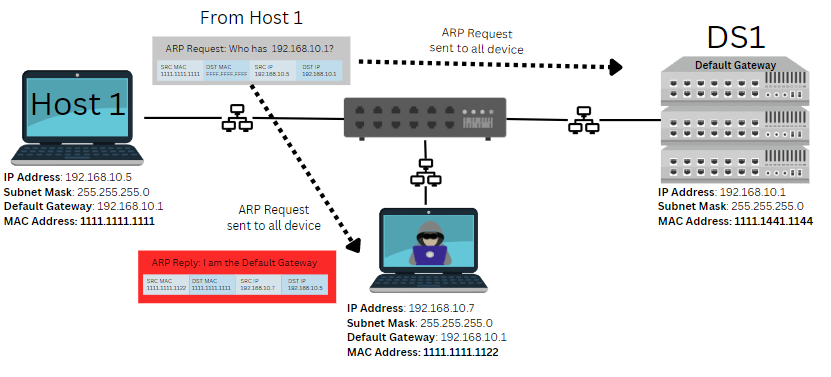 From Host 1
ARP Request: Who has 192.168.10.1?
SRC MAC DST MAC SRC IP DST IP
1111.1111.1111 FFFF.FFFF.FFFF 192.168.10.5 192.168.10.1
ARP Request
sent to all device
DS1
Default Gateway
Host 1
IP Address: 192.168.10.5
Subnet Mask: 255.255.255.0
Default Gateway: 192.168.10.1
MAC Address: 1111.1111.1111
IP Address: 192.168.10.1
Subnet Mask: 255.255.255.0
MAC Address: 1111.1441.1144
ARP Request
sent to all device
ARP Reply: I am the Default Gateway
SRC MAC DST MAC SRC IP DST IP
1111.1111.1122 1111.1111.1111 192.168.10.7 192.168.10.5
IP Address: 192.168.10.7
Subnet Mask: 255.255.255.0
Default Gateway: 192.168.10.1
MAC Address: 1111.1111.1122